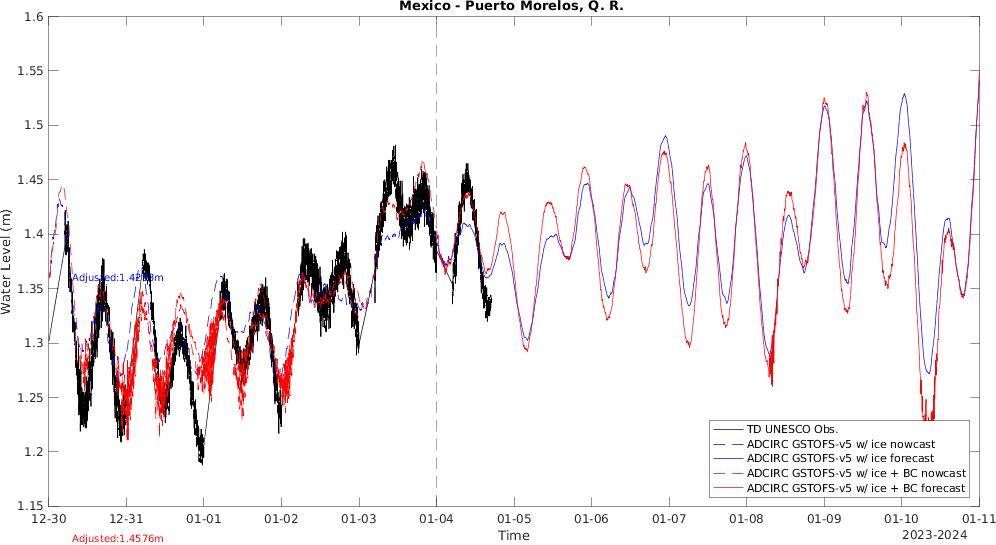 Mexico - Puerto Morelos, Q. R.
1.6
1.55
1.5
1.45
1.4
1.35
1.3
1.25
1.2
1.15
Water Level (m)
TD UNESCO Obs.
ADCIRC GSTOFS-v5 w/ ice nowcast
ADCIRC GSTOFS-v5 w/ ice forecast
ADCIRC GSTOFS-v5 w/ ice + BC nowcast
ADCIRC GSTOFS-v5 w/ ice + BC forecast
12-30 12-31 01-01 01-02 01-03 01-04 01-05 01-06 01-07 01-08 01-09 01-10 01-11
Time
2023-2024
Adjusted:1.4576m